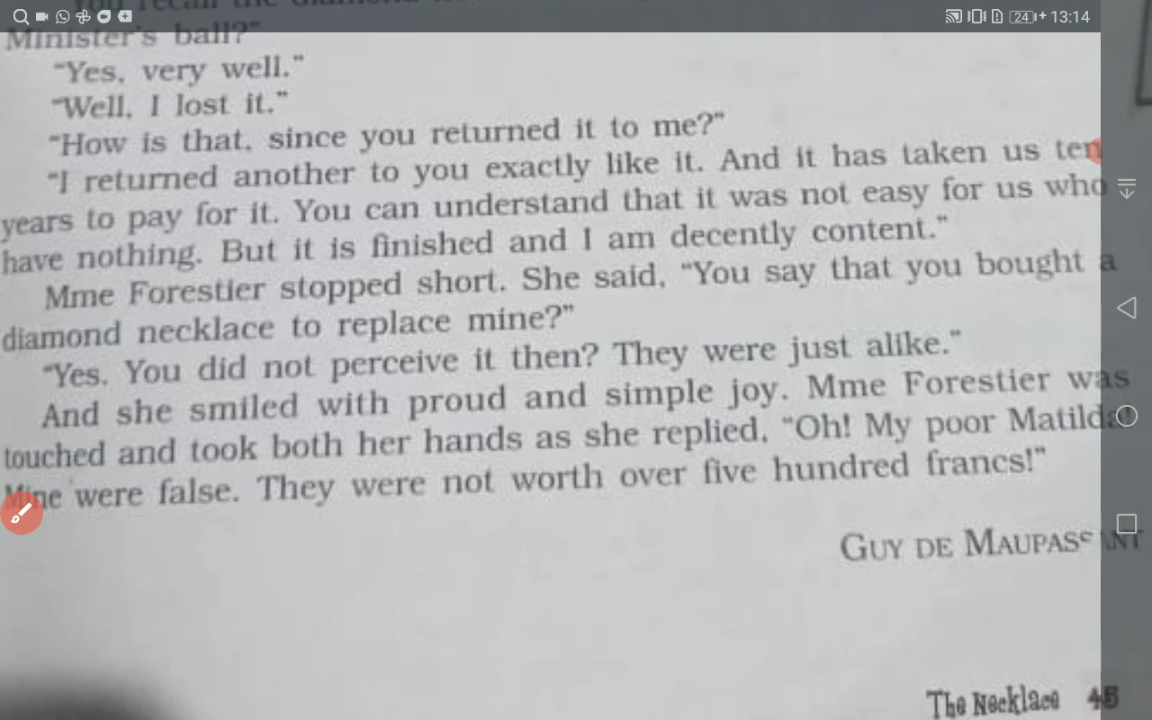 24 13:14
You recall the diamond
Minister's ball?"
"Yes, very well."
"Well, I lost it."
"How is that, since you returned it to me?"
"I returned another to you exactly like it. And it has taken us ten
years to pay for it. You can understand that it was not easy for us who
have nothing. But it is finished and I am decently content."
Mme Forestier stopped short. She said, "You say that you bought a
diamond necklace to replace mine?"
"Yes. You did not perceive it then? They were just alike."
And she smiled with proud and simple joy. Mme Forestier was
touched and took both her hands as she replied, "Oh! My poor Matilda!
Mine were false. They were not worth over five hundred francs!"
GUY DE MAUPASSANT
The Necklace 45